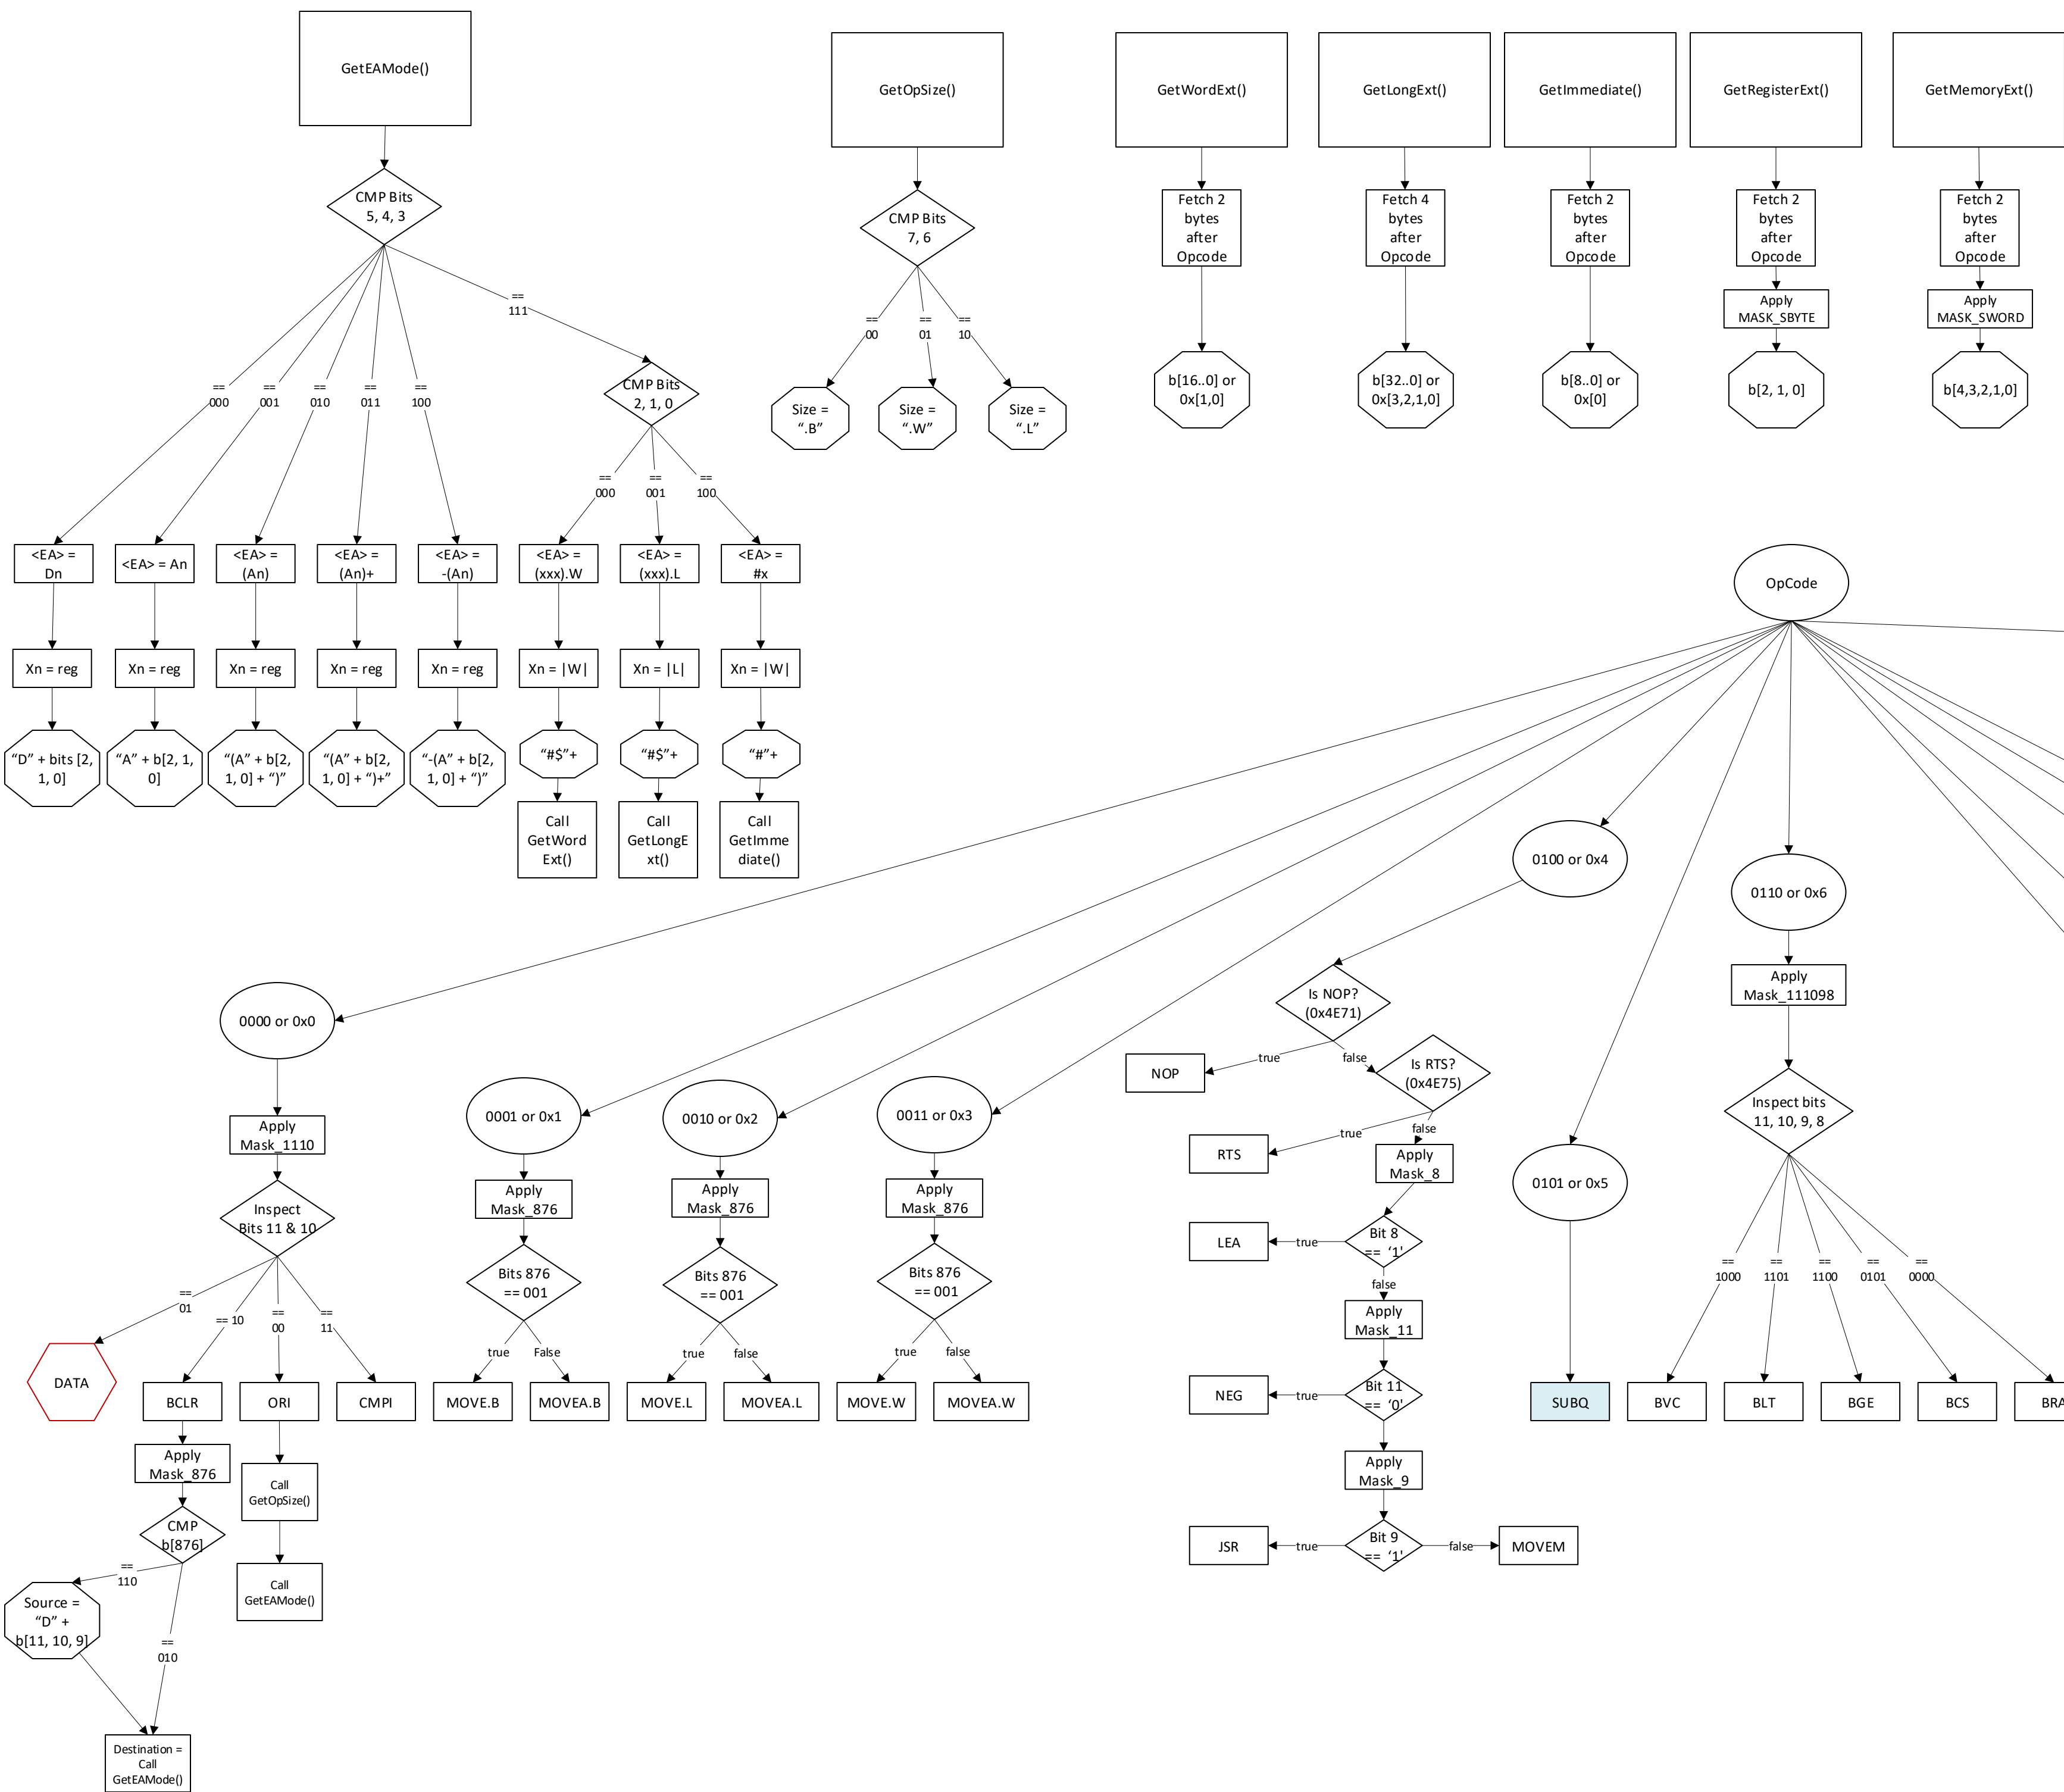 GetEAMode()
GetOpSize()
GetWordExt()
GetLongExt()
GetImmediate()
GetRegisterExt()
GetMemoryExt()
CMP Bits
5, 4, 3
CMP Bits
7, 6
Fetch 2
bytes
after
Opcode
Fetch 4
bytes
after
Opcode
Fetch 2
bytes
after
Opcode
Fetch 2
bytes
after
Opcode
Fetch 2
bytes
after
Opcode
Apply
MASK_SBYTE
Apply
MASK_SWORD
==
111
==
00
==
01
==
10
==
000
==
001
==
010
==
011
==
100
CMP Bits
2, 1, 0
Size =
“.B”
Size =
“.W”
Size =
“.L”
b[16..0] or
0x[1,0]
b[32..0] or
0x[3,2,1,0]
b[8..0] or
0x[0]
b[2, 1, 0]
b[4,3,2,1,0]
==
000
==
001
==
100
<EA> =
Dn
<EA> = An
<EA> =
(An)
<EA> =
(An)+
<EA> =
-(An)
<EA> =
(xxx).W
<EA> =
(xxx).L
<EA> =
#x
Xn = reg
Xn = reg
Xn = reg
Xn = reg
Xn = reg
Xn = |W|
Xn = |L|
Xn = |W|
“D” + bits [2,
1, 0]
“A” + b[2, 1,
0]
“(A” + b[2,
1, 0] + “)”
“(A” + b[2,
1, 0] + “)+”
“-(A” + b[2,
1, 0] + “)”
“#$”+
“#$”+
“#”+
Call
GetWord
Ext()
Call
GetLongE
xt()
Call
GetImme
diate()
OpCode
0100 or 0x4
0110 or 0x6
0000 or 0x0
Is NOP?
(0x4E71)
Apply
Mask_111098
true
false
NOP
Is RTS?
(0x4E75)
0001 or 0x1
0010 or 0x2
0011 or 0x3
Inspect bits
11, 10, 9, 8
Apply
Mask_1110
true
false
RTS
Apply
Mask_8
0101 or 0x5
Apply
Mask_876
Apply
Mask_876
Apply
Mask_876
Inspect
Bits 11 & 10
LEA
true
Bit 8
== ‘1'
false
Bits 876
== 001
Bits 876
== 001
Bits 876
== 001
==
1000
==
1101
==
1100
==
0101
==
0000
==
01
== 10
==
00
==
11
Apply
Mask_11
true
False
true
false
true
false
DATA
BCLR
ORI
CMPI
MOVE.B
MOVEA.B
MOVE.L
MOVEA.L
MOVE.W
MOVEA.W
NEG
true
Bit 11
== ‘0'
SUBQ
BVC
BLT
BGE
BCS
BRA
Apply
Mask_876
Call
GetOpSize()
Apply
Mask_9
CMP
b[876]
JSR
true
Bit 9
== ‘1'
false
MOVEM
==
110
Call
GetEAMode()
Source =
“D” +
b[11, 10, 9]
==
010
Destination =
Call
GetEAMode()